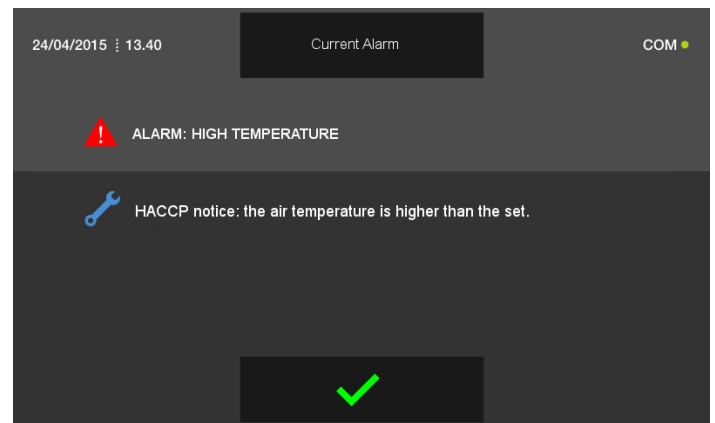 24/04/2015 ⋮ 13.40
Current Alarm
COM
ALARM: HIGH TEMPERATURE
HACCP notice: the air temperature is higher than the set.